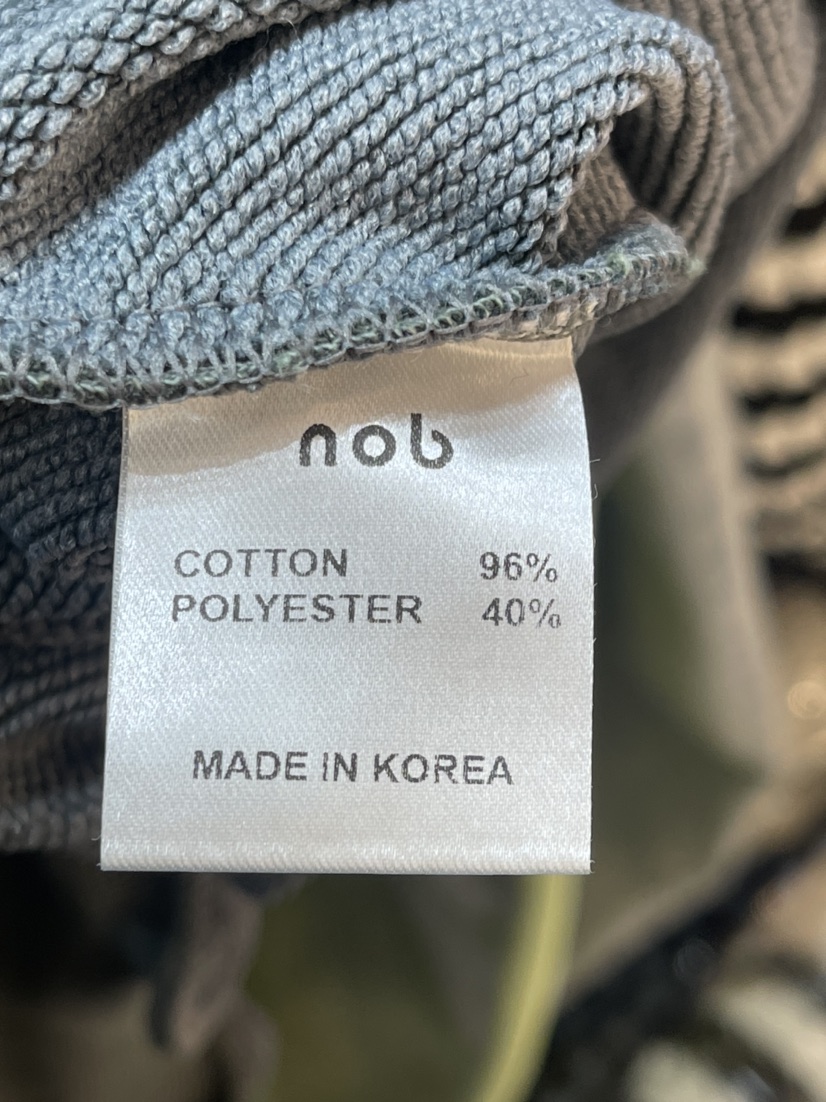 nob
COTTON 96%
POLYESTER 40%
MADE IN KOREA